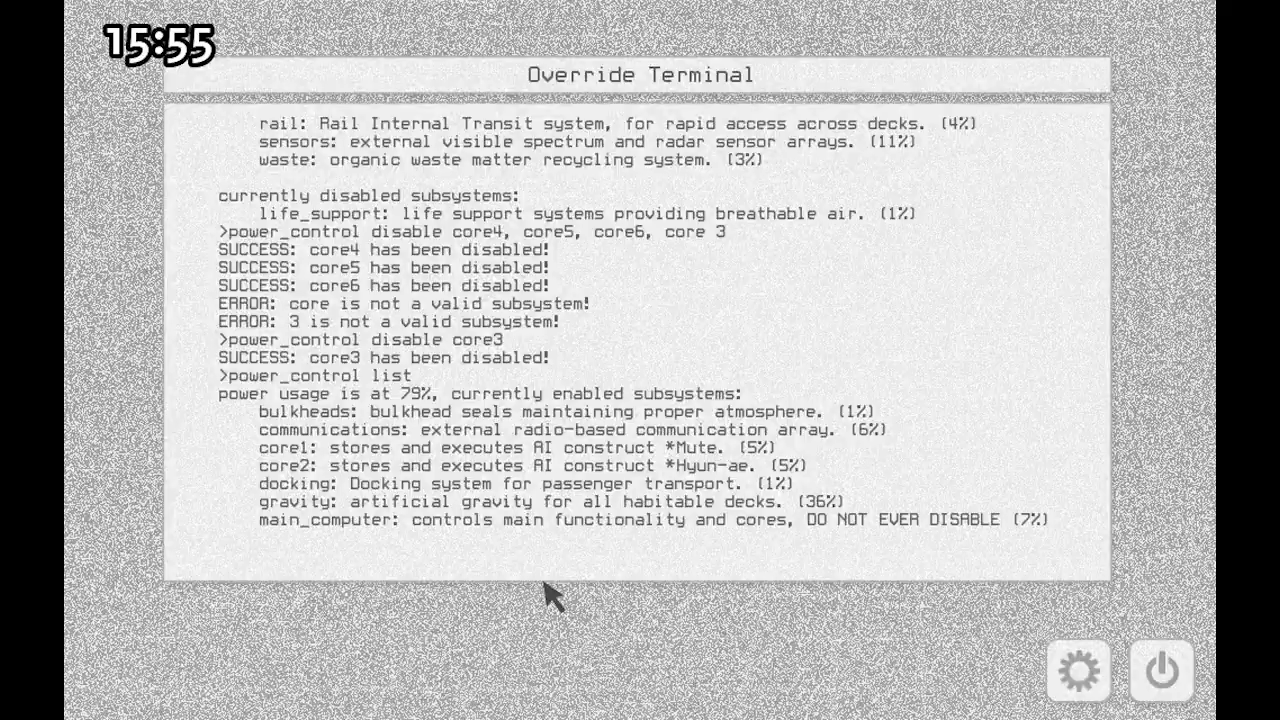 15:55
Override Terminal
rail: Rail Internal Transit system, for rapid access across decks. (4%)
sensors: external visible spectrum and radar sensor arrays. (11%)
waste: organic waste matter recycling system. (3%)
currently disabled subsystems:
life_support: life support systems providing breathable air. (1%)
>power_control disable core4, core5, core6, core 3
SUCCESS: core4 has been disabled!
SUCCESS: core5 has been disabled!
SUCCESS: core6 has been disabled!
ERROR: core is not a valid subsystem!
ERROR: 3 is not a valid subsystem!
>power_control disable core3
SUCCESS: core3 has been disabled!
>power_control list
power usage is at 79%, currently enabled subsystems:
bulkheads: bulkhead seals maintaining proper atmosphere. (1%)
communications: external radio-based communication array. (6%)
core1: stores and executes AI construct *Mute. (5%)
core2: stores and executes AI construct *Hyun-ae. (5%)
docking: Docking system for passenger transport. (1%)
gravity: artificial gravity for all habitable decks. (36%)
main_computer: controls main functionality and cores, DO NOT EVER DISABLE (7%)